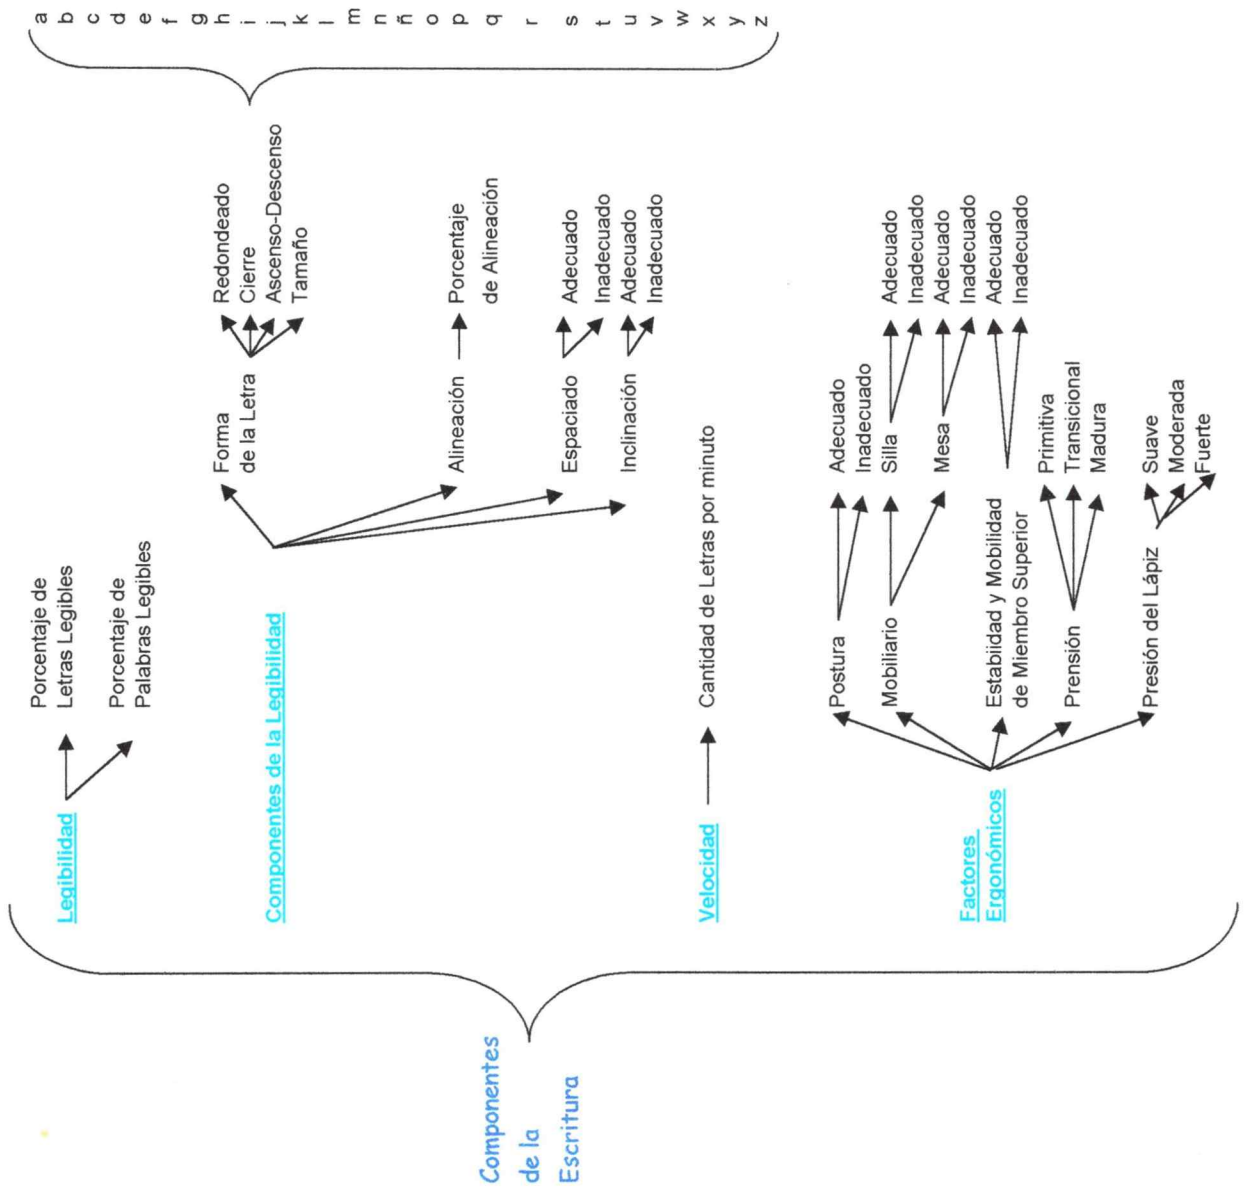 Componentes
de la
Escritura
Legibilidad
Porcentaje de
Letras Legibles
Porcentaje de
Palabras Legibles
Componentes de la Legibilidad
Forma
de la Letra
Redondeado
Cierre
Ascenso-Descenso
Tamaño
a
b
c
d
e
f
g
h
i
j
k
l
m
n
ñ
o
p
q
r
s
t
u
v
w
x
y
z
Alineación
Porcentaje
de Alineación
Espaciado
Adecuado
Inadecuado
Inclinación
Adecuado
Inadecuado
Velocidad
Cantidad de Letras por minuto
Factores
Ergonómicos
Postura
Adecuado
Inadecuado
Mobiliario
Silla
Adecuado
Inadecuado
Mesa
Adecuado
Inadecuado
Estabiidad y Mobilidad
de Miembro Superior
Adecuado
Inadecuado
Prensión
Primitiva
Transicional
Madura
Presión del Lápiz
Suave
Moderada
Fuerte